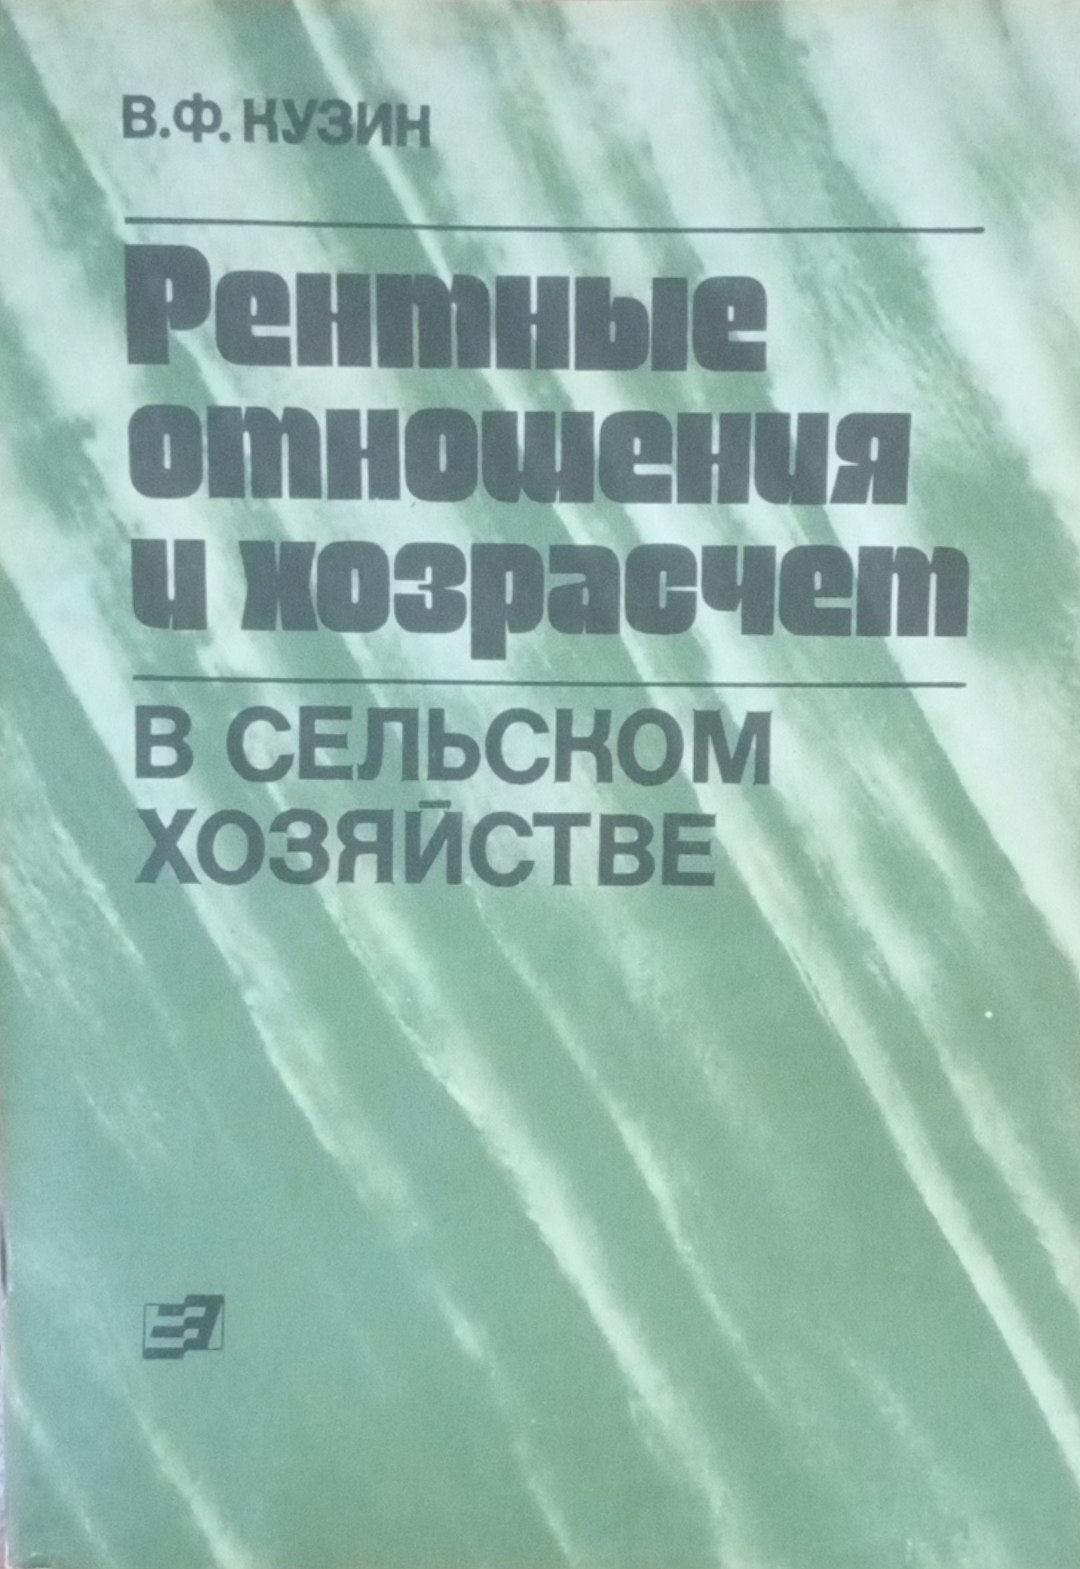 В.Ф. КУЗИН
Рентные
отношения
и хозрасчет
В СЕЛЬСКОМ
ХОЗЯЙСТВЕ